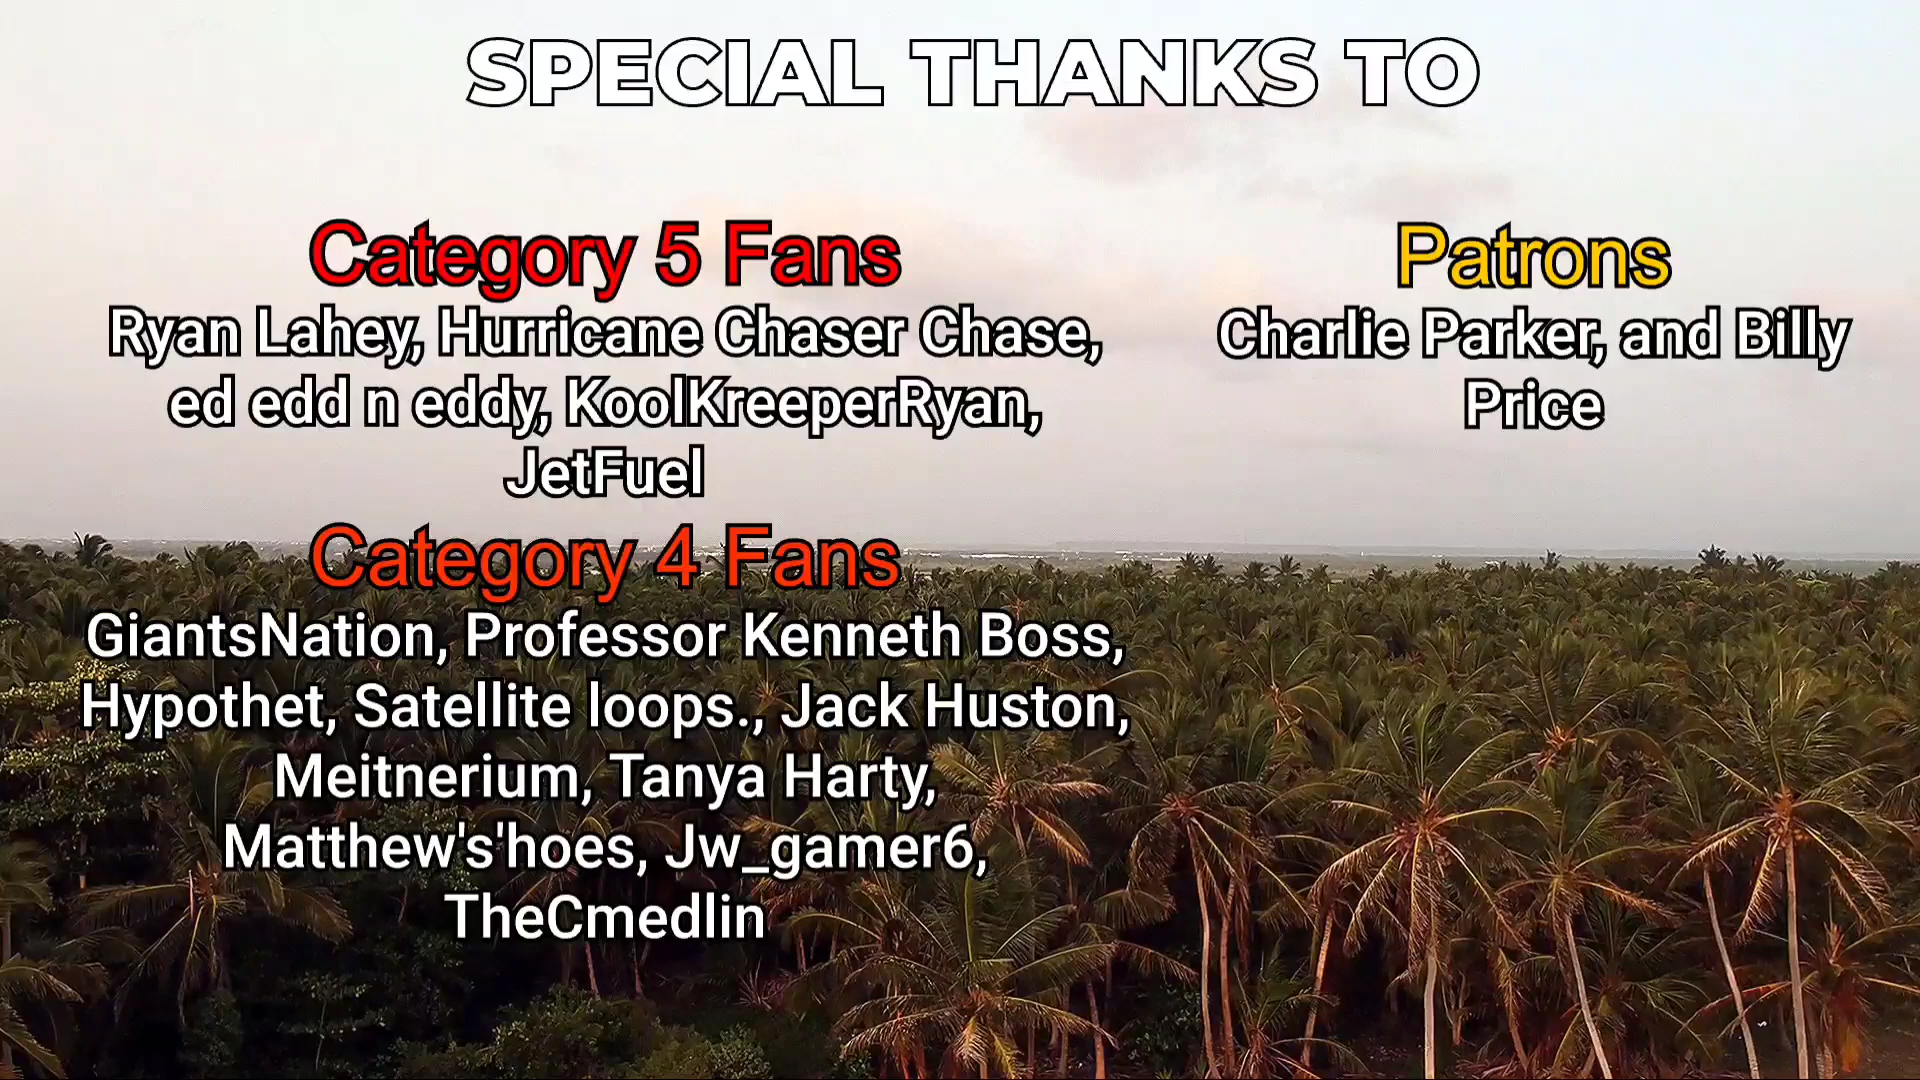 SPECIAL THANKS TO
Category 5 Fans
Ryan Lahey, Hurricane Chaser Chase,
ed edd n eddy, KoolKreeperRyan,
JetFuel
Category 4 Fans
GiantsNation, Professor Kenneth Boss,
Hypothet, Satellite loops., Jack Huston,
Meitnerium, Tanya Harty,
Matthew's'hoes, Jw_gamer6,
TheCmedlin
Patrons
Charlie Parker, and Billy
Price